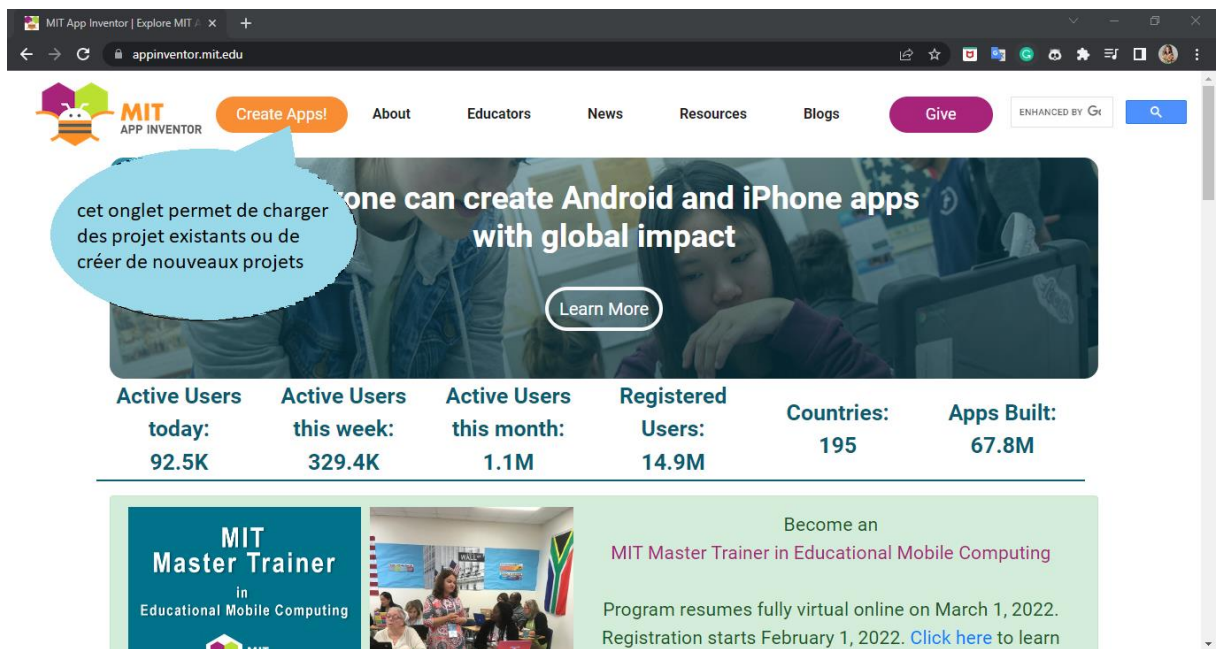 MIT App Inventor | Explore MIT A
appinventor.mit.edu
MIT
APP INVENTOR
Create Apps!
About
Educators
News
Resources
Blogs
Give
ENHANCED BY
cet onglet permet de charger
des projet existants ou de
créer de nouveaux projets
one can create Android and iPhone apps
with global impact
Learn More
Active Users
today:
92.5K
Active Users
this week:
329.4K
Active Users
this month:
1.1M
Registered
Users:
14.9M
Countries:
195
Apps Built:
67.8M
MIT
Master Trainer
in
Educational Mobile Computing
MIT
Become an
MIT Master Trainer in Educational Mobile Computing
Program resumes fully virtual online on March 1, 2022.
Registration starts February 1, 2022. Click here to learn